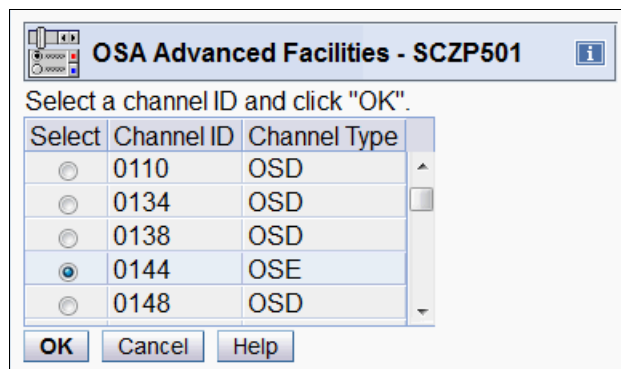 OSA Advanced Facilities - SCZP501
i
Select a channel ID and click "OK".
Select Channel ID Channel Type
0110 OSD
0134 OSD
0138 OSD
0144 OSE
0148 OSD
OK Cancel Help